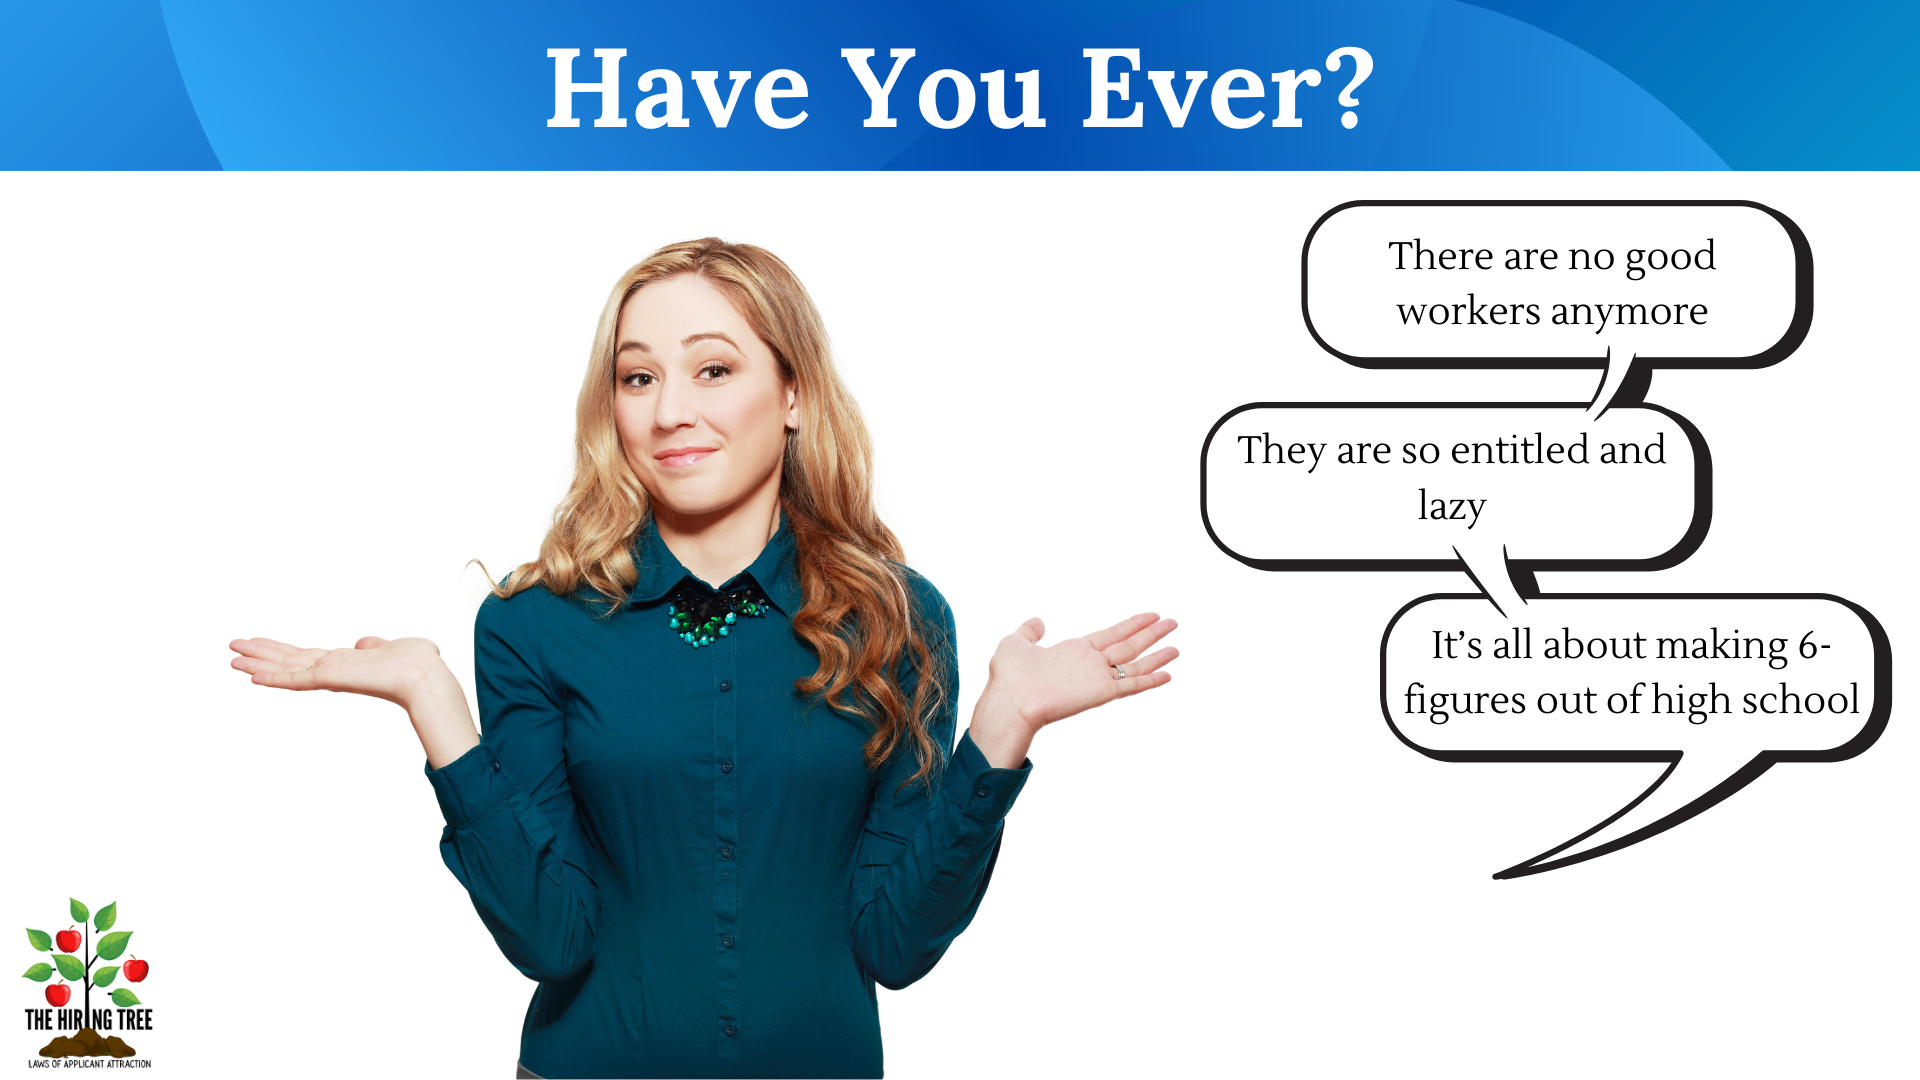 Have You Ever?
There are no good
workers anymore
They are so entitled and
lazy
It’s all about making 6-
figures out of high school
THE HIRING TREE
LAWS OF APPLICANT ATTRACTION